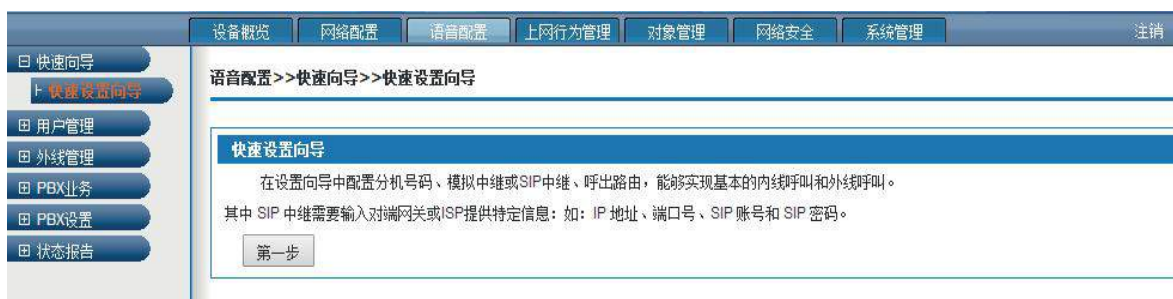 设备概览 网络配置 语音配置 上网行为管理 对象管理 网络安全 系统管理 注销
快速向导
快速设置向导
用户管理
外线管理
PBX业务
PBX设置
状态报告
语音配置>>快速向导>>快速设置向导
快速设置向导
在设置向导中配置分机号码、模拟中继或SIP中继、呼出路由，能够实现基本的内线呼叫和外线呼叫。
其中 SIP 中继需要输入对端网关或ISP提供特定信息：如：IP 地址、端口号、SIP 账号和 SIP 密码。
第一步